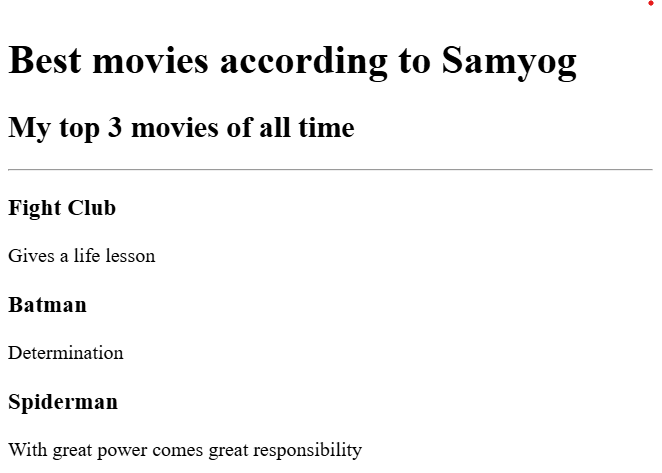 Best movies according to Samyog
My top 3 movies of all time
Fight Club
Gives a life lesson
Batman
Determination
Spiderman
With great power comes great responsibility